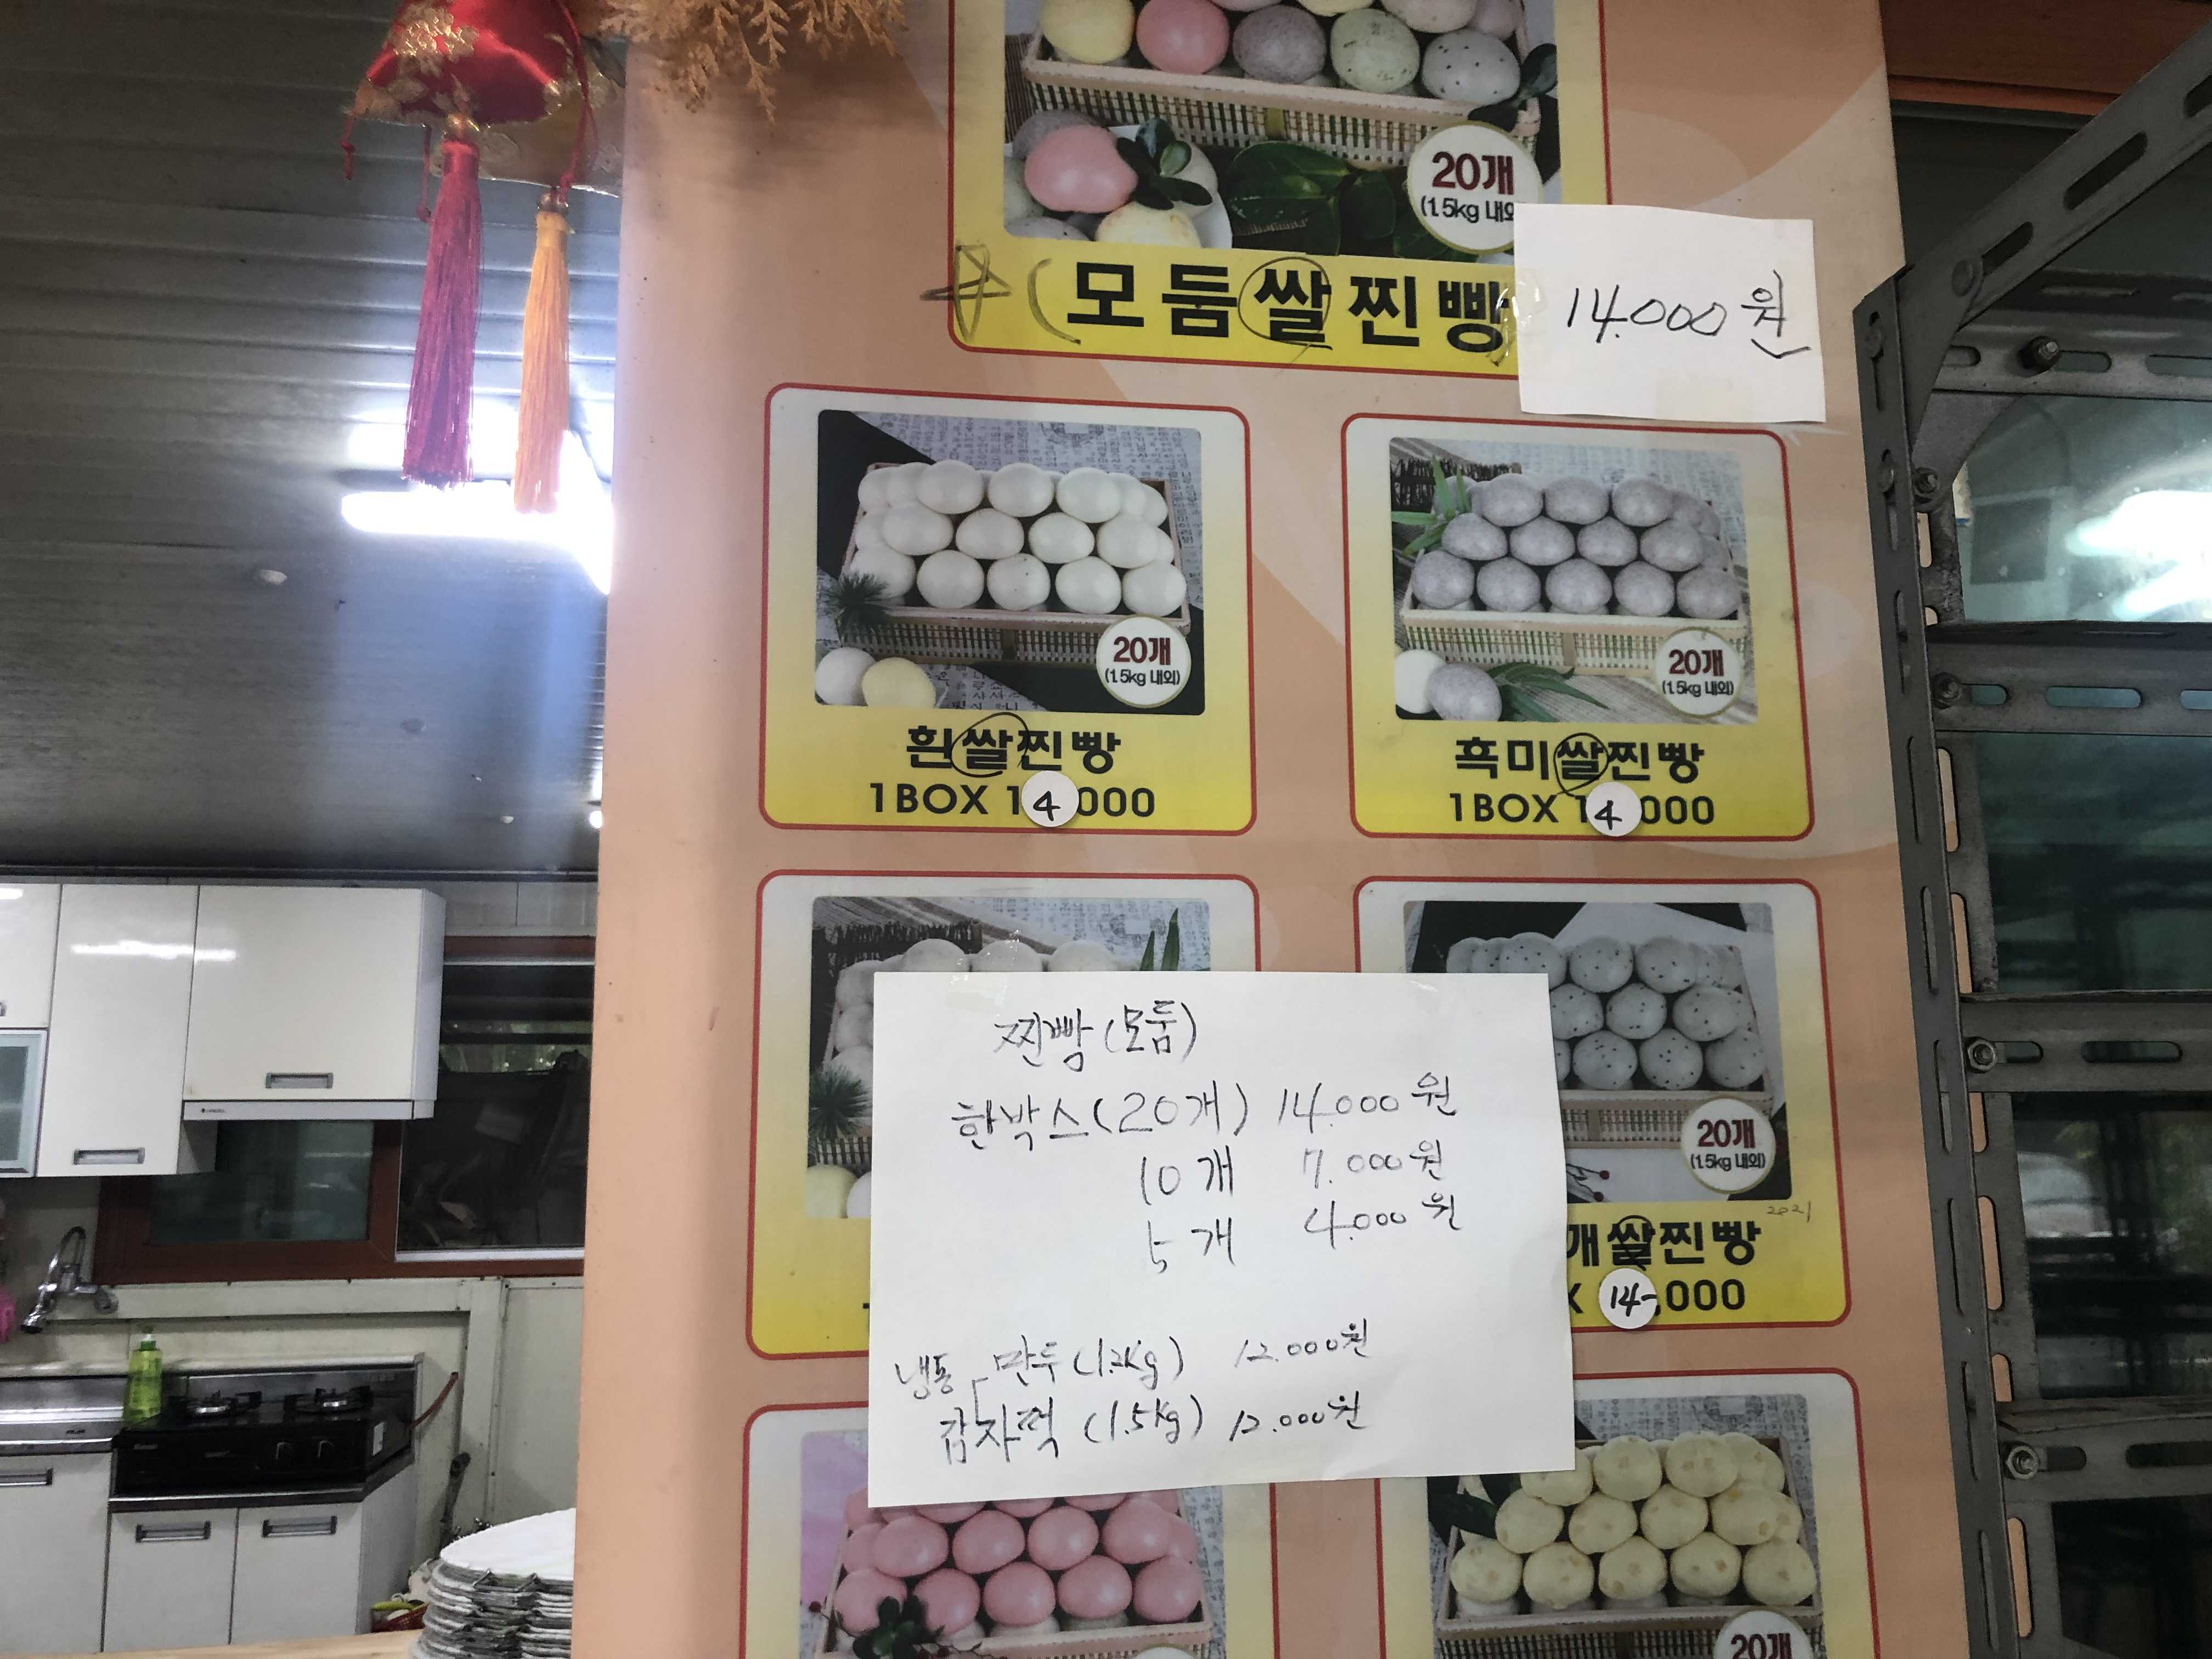 20개
(1.5kg 내외
모둠쌀찐빵
14.000원
20개
(1.5kg 내외)
흰쌀찐빵
1BOX 14000
20개
(1.5kg 내외)
흑미쌀찐빵
1BOX 14,000
찐빵(모둠)
한박스(20개) 14.000원
10개 7.000원
5개 4.000원
냉동 만두(1.2kg) 12.000원
감자떡 (1.5kg) 12.000원
20개
(1.5kg 내외)
2021
깨쌀찐빵
X 14,000
20개